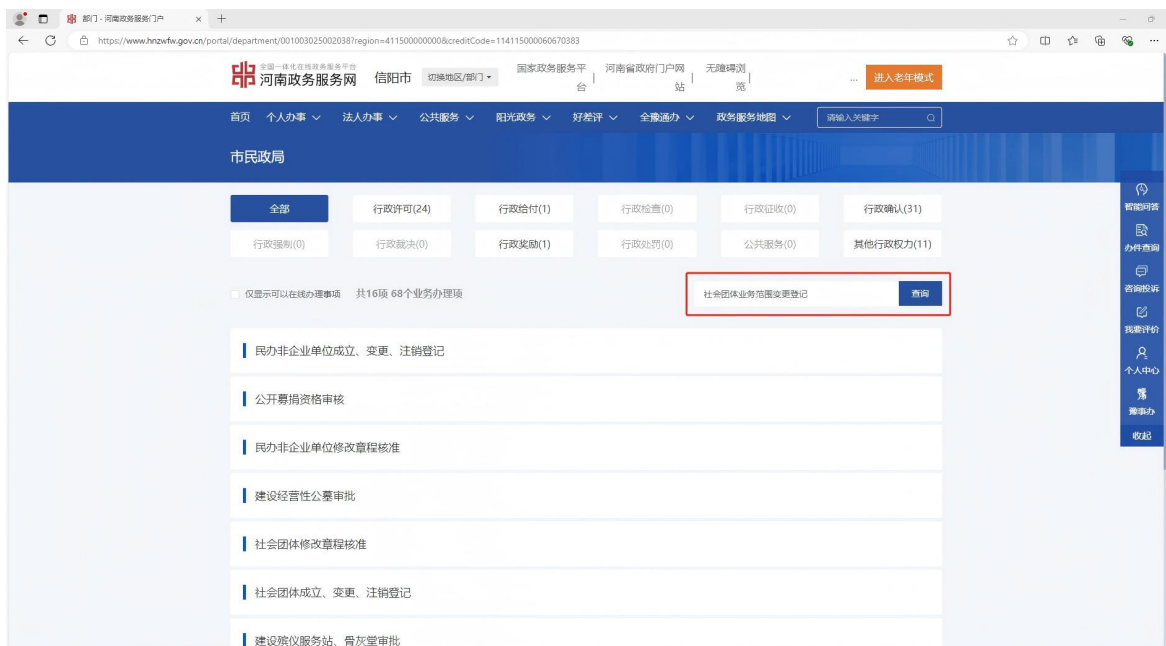 部门 - 河南政务服务门户
https://www.hnzwfw.gov.cn/portal/department/001003025002038?region=411500000000&creditCode=114115000060670383
全国一体化在线政务服务平台
河南政务服务网
信阳市
切换地区/部门
国家政务服务平台
河南省政府门户网站
无障碍浏览
...
进入老年模式
首页 个人办事 法人办事 公共服务 阳光政务 好差评 全豫通办 政务服务地图 请输入关键字
市民政局
全部 行政许可(24) 行政给付(1) 行政检查(0) 行政征收(0) 行政确认(31)
行政强制(0) 行政裁决(0) 行政奖励(1) 行政处罚(0) 公共服务(0) 其他行政权力(11)
仅显示可以在线办理事项 共16项 68个业务办理项 社会团体业务范围变更登记 查询
民办非企业单位成立、变更、注销登记
公开募捐资格审核
民办非企业单位修改章程核准
建设经营性公墓审批
社会团体修改章程核准
社会团体成立、变更、注销登记
建设殡仪服务站、骨灰堂审批
智能问答
办件查询
咨询投诉
我要评价
个人中心
豫事办
收起